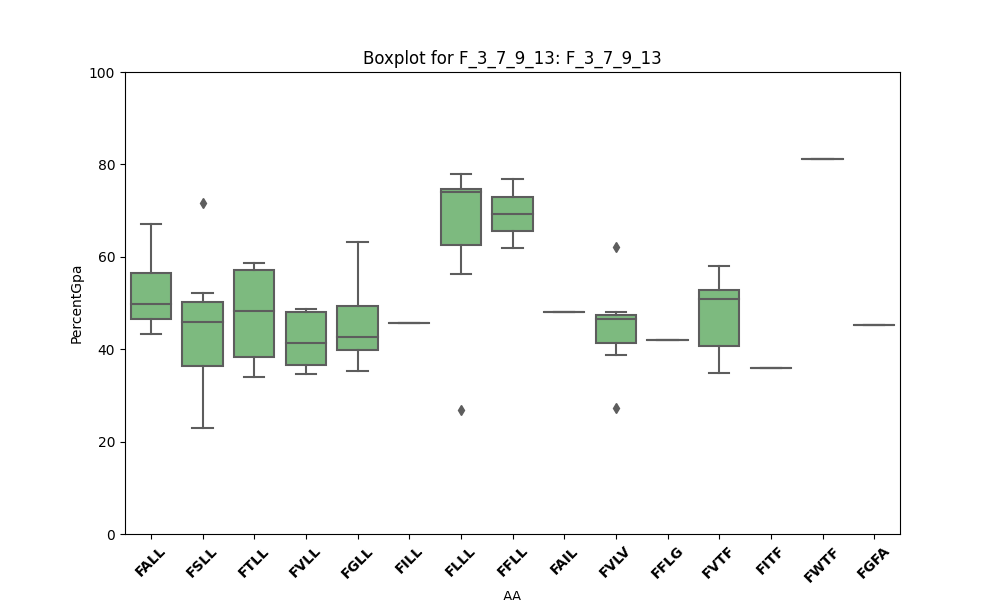 Boxplot for F_3_7_9_13: F_3_7_9_13
100
80
60
40
20
0
PercentGpa
FALL
FSLL
FTLL
FVLL
FGLL
FILL
FLLL
FFLL
FAIL
FVLV
FFLG
FVTF
FITF
FWTF
FGFA
AA